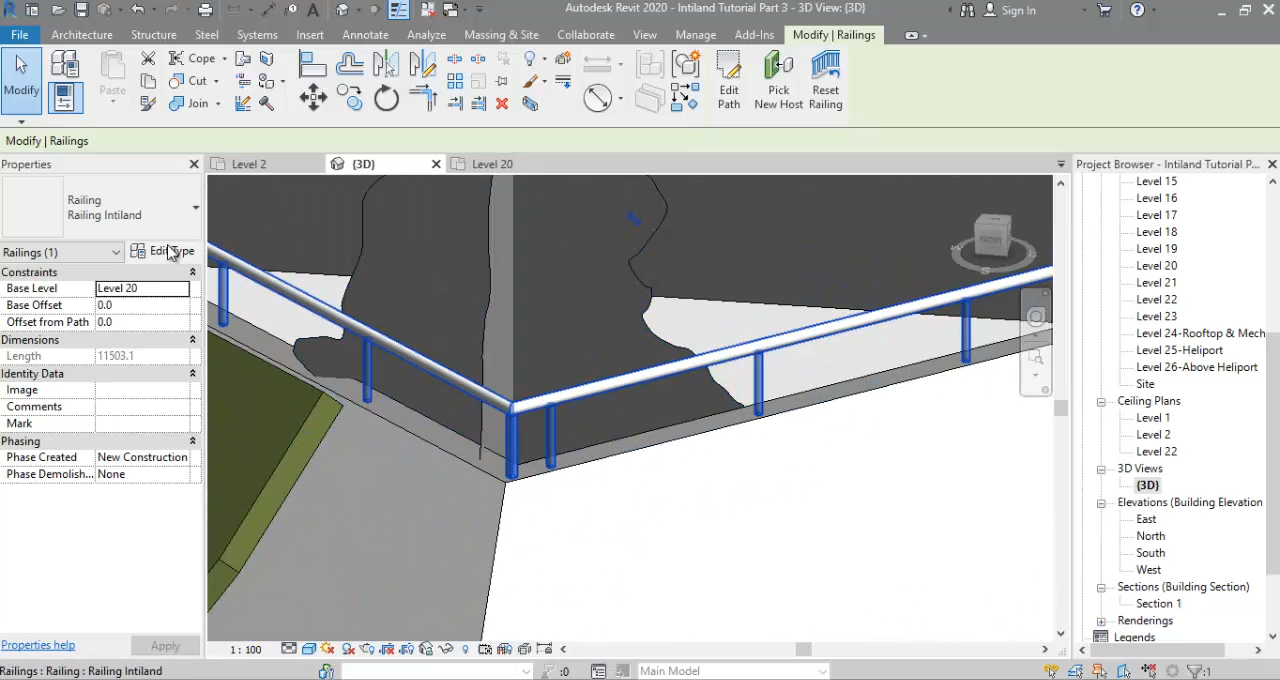 Autodesk Revit 2020 - Intiland Tutorial Part 3 - 3D View: {3D}
Sign In
File Architecture Structure Steel Systems Insert Annotate Analyze Massing & Site Collaborate View Manage Add-Ins Modify | Railings
Modify
Paste
Cope
Cut
Join
Edit Path
Pick New Host
Reset Railing
Modify | Railings
Properties
Level 2
{3D}
Level 20
Project Browser - Intiland Tutorial P...
Railing
Railing Intiland
Railings (1)
Edit Type
Constraints
Base Level Level 20
Base Offset 0.0
Offset from Path 0.0
Dimensions
Length 11503.1
Identity Data
Image
Comments
Mark
Phasing
Phase Created New Construction
Phase Demolish... None
Properties help
Apply
FRONT
Level 15
Level 16
Level 17
Level 18
Level 19
Level 20
Level 21
Level 22
Level 23
Level 24-Rooftop & Mech
Level 25-Heliport
Level 26-Above Heliport
Site
Ceiling Plans
Level 1
Level 2
Level 22
3D Views
{3D}
Elevations (Building Elevation
East
North
South
West
Sections (Building Section)
Section 1
Renderings
Legends
1 : 100
Railings : Railing : Railing Intiland
:0
Main Model
:1